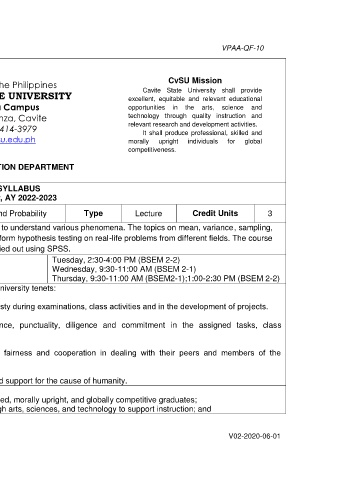 VPAA-QF-10
he Philippines
E UNIVERSITY
a Campus
nza, Cavite
414-3979
su.edu.ph
CvSU Mission
Cavite State University shall provide
excellent, equitable and relevant educational
opportunities in the arts, science and
technology through quality instruction and
relevant research and development activities.
It shall produce professional, skilled and
morally upright individuals for global
competitiveness.
TION DEPARTMENT
SYLLABUS
, AY 2022-2023
nd Probability Type Lecture Credit Units 3
to understand various phenomena. The topics on mean, variance, sampling,
form hypothesis testing on real-life problems from different fields. The course
ied out using SPSS.
Tuesday, 2:30-4:00 PM (BSEM 2-2)
Wednesday, 9:30-11:00 AM (BSEM 2-1)
Thursday, 9:30-11:00 AM (BSEM2-1);1:00-2:30 PM (BSEM 2-2)
niversity tenets:
sty during examinations, class activities and in the development of projects.
nce, punctuality, diligence and commitment in the assigned tasks, class
fairness and cooperation in dealing with their peers and members of the
d support for the cause of humanity.
ed, morally upright, and globally competitive graduates;
gh arts, sciences, and technology to support instruction; and
V02-2020-06-01